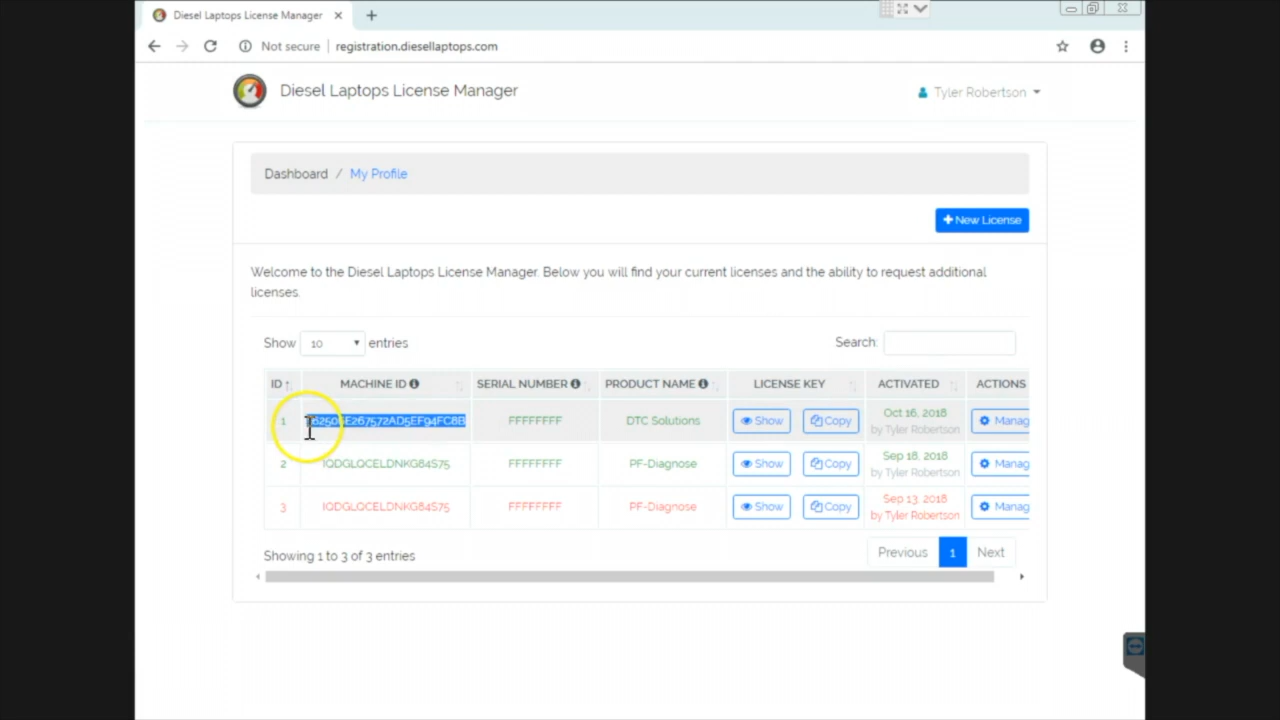 Diesel Laptops License Manager
Not secure registration.diesellaptops.com
Diesel Laptops License Manager
Tyler Robertson
Dashboard / My Profile
New License
Welcome to the Diesel Laptops License Manager. Below you will find your current licenses and the ability to request additional
licenses.
Show 10 entries
Search:
ID MACHINE ID SERIAL NUMBER PRODUCT NAME LICENSE KEY ACTIVATED ACTIONS
1 FFFFFFFF DTC Solutions Show Copy Oct 16, 2018 Manag
by Tyler Robertson
2 IQDGLQCELDNKG84S75 FFFFFFFF PF-Diagnose Show Copy Sep 18, 2018 Manag
by Tyler Robertson
3 IQDGLQCELDNKG84S75 FFFFFFFF PF-Diagnose Show Copy Sep 13, 2018 Manag
by Tyler Robertson
Showing 1 to 3 of 3 entries
Previous 1 Next